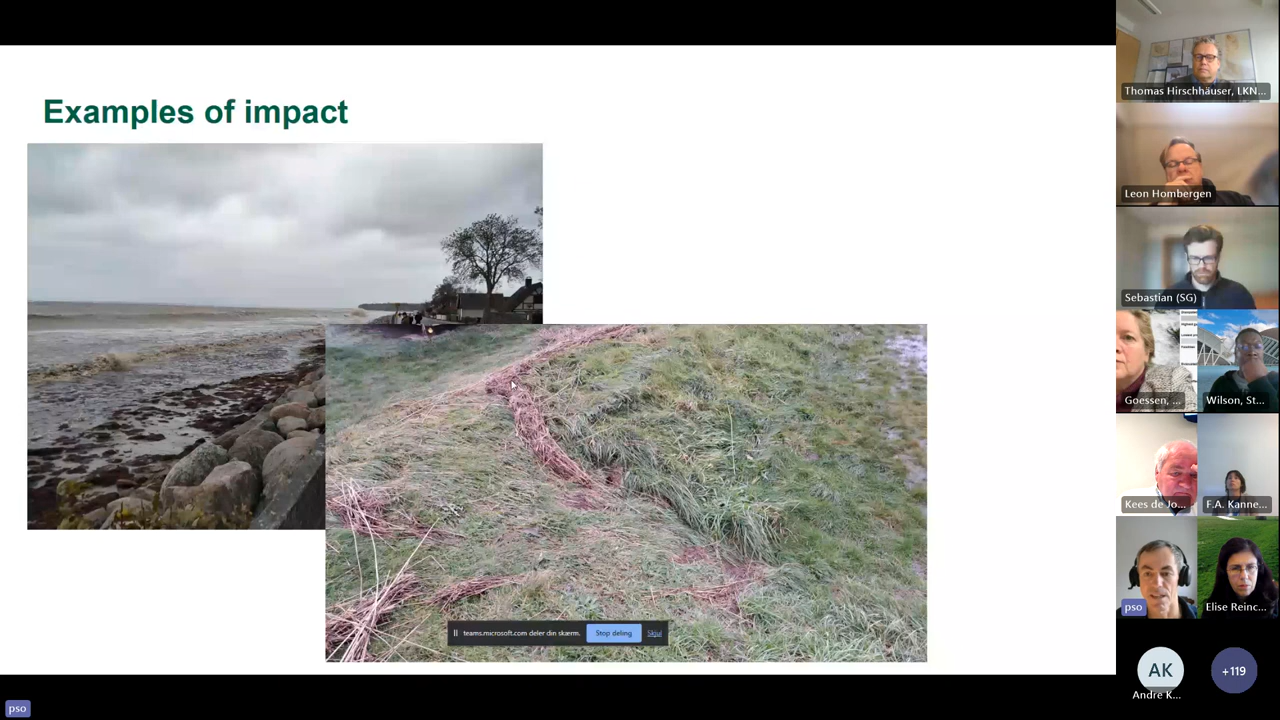 Examples of impact
teams.microsoft.com deler din skærm.
Stop deling
Skjul
Thomas Hirschhäuser, LKN...
Leon Hombergen
Sebastian (SG)
Goessen, ...
Wilson, St...
Kees de Jo...
F.A. Kanne...
pso
Elise Reinc...
AK
Andre K...
+119
pso